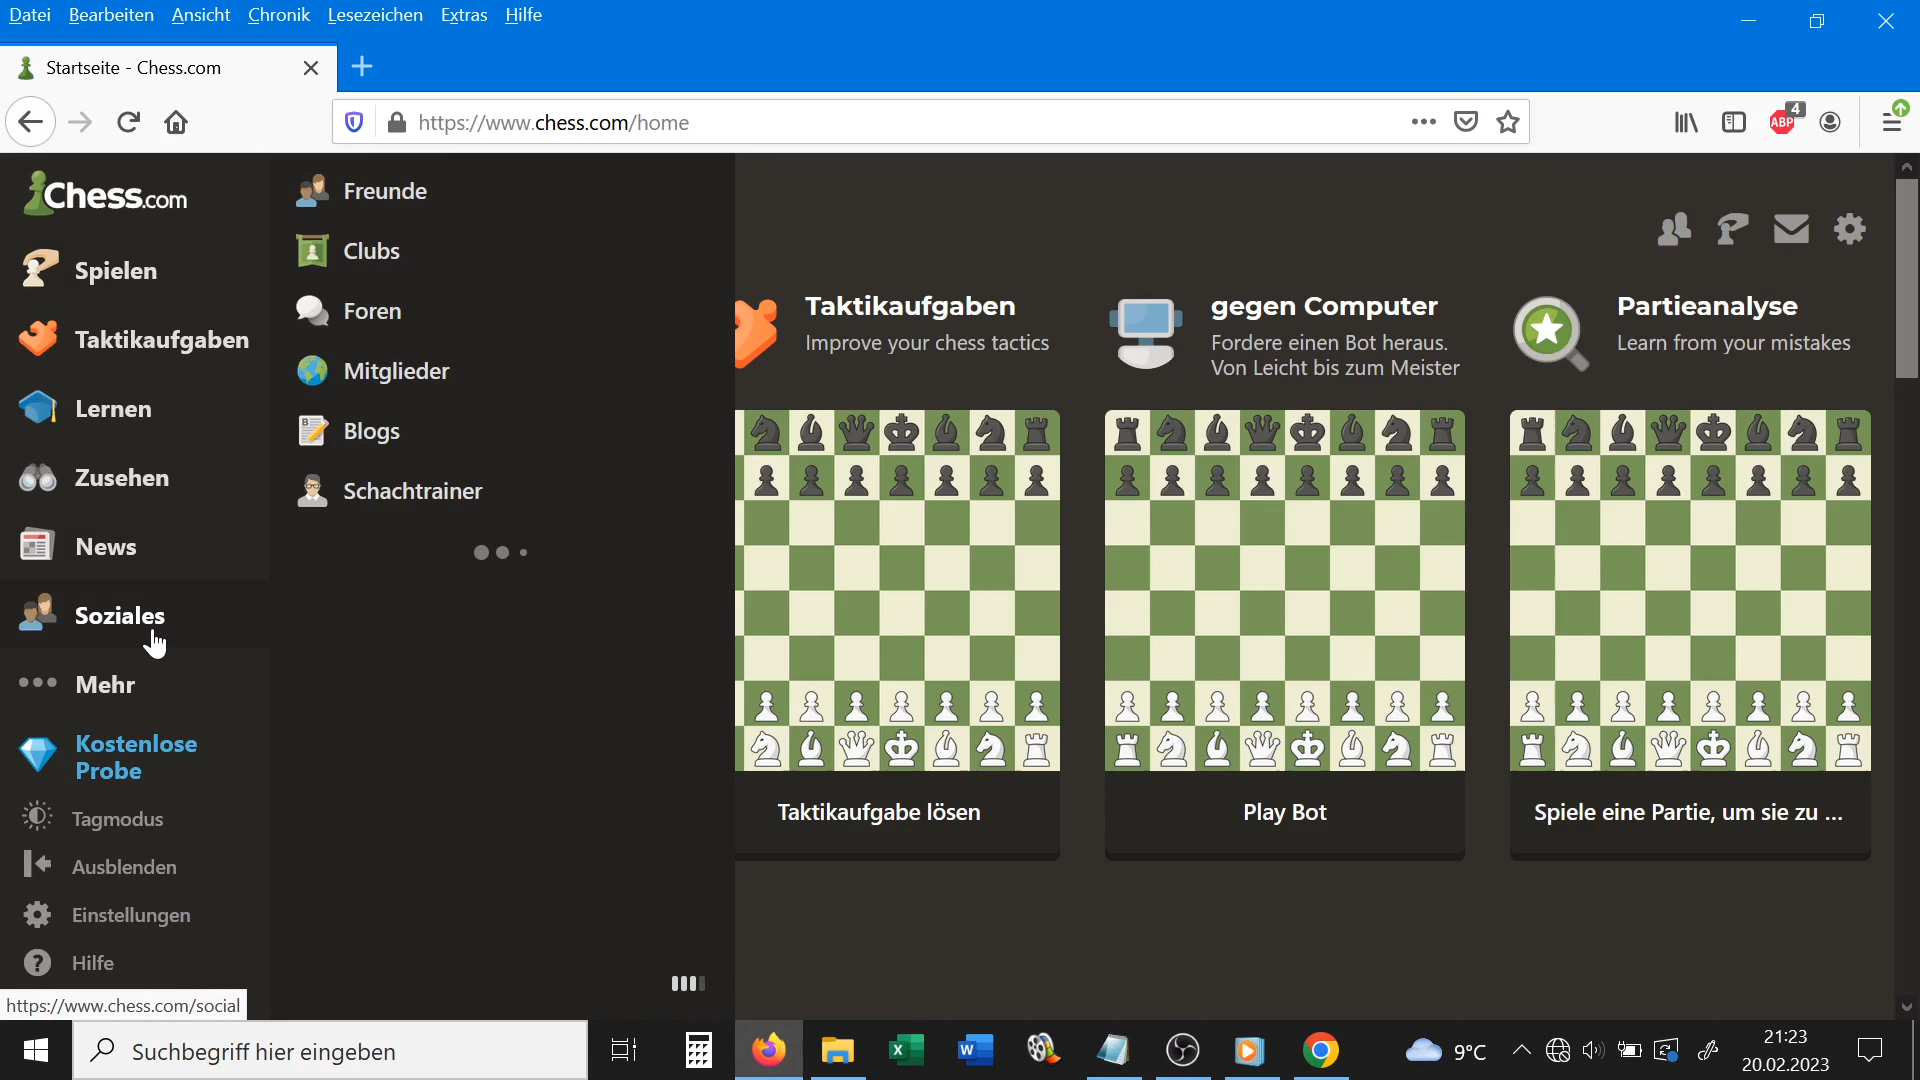 Datei Bearbeiten Ansicht Chronik Lesezeichen Extras Hilfe
Startseite - Chess.com
https://www.chess.com/home
ABP 4
Chess.com
Spielen
Taktikaufgaben
Lernen
Zusehen
News
Soziales
Mehr
Kostenlose
Probe
Tagmodus
Ausblenden
Einstellungen
Hilfe
https://www.chess.com/social
Freunde
Clubs
Foren
Mitglieder
Blogs
Schachtrainer
Taktikaufgaben
Improve your chess tactics
Taktikaufgabe lösen
gegen Computer
Fordere einen Bot heraus.
Von Leicht bis zum Meister
Play Bot
Partieanalyse
Learn from your mistakes
Spiele eine Partie, um sie zu ...
Suchbegriff hier eingeben
9°C
21:23
20.02.2023